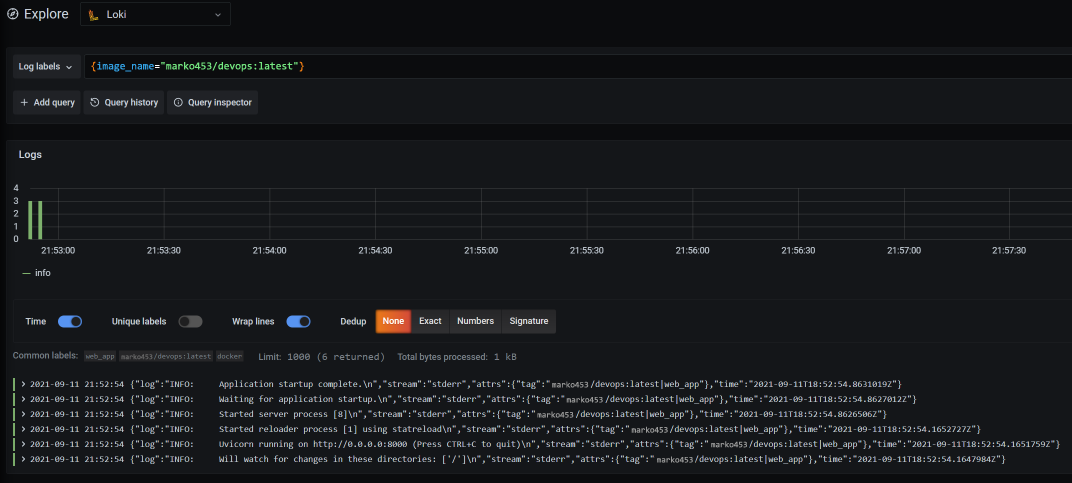 Explore Loki
Log labels {image_name="marko453/devops:latest"}
+ Add query Query history Query inspector
Logs
4
3
2
1
0
21:53:00 21:53:30 21:54:00 21:54:30 21:55:00 21:55:30 21:56:00 21:56:30 21:57:00 21:57:30
info
Time Unique labels Wrap lines Dedup None Exact Numbers Signature
Common labels: web_app marko453/devops:latest docker Limit: 1000 (6 returned) Total bytes processed: 1 kB
> 2021-09-11 21:52:54 {"log":"INFO: Application startup complete.\n","stream":"stderr","attrs":{"tag":"marko453/devops:latest|web_app"},"time":"2021-09-11T18:52:54.8631019Z"}
> 2021-09-11 21:52:54 {"log":"INFO: Waiting for application startup.\n","stream":"stderr","attrs":{"tag":"marko453/devops:latest|web_app"},"time":"2021-09-11T18:52:54.8627012Z"}
> 2021-09-11 21:52:54 {"log":"INFO: Started server process [8]\n","stream":"stderr","attrs":{"tag":"marko453/devops:latest|web_app"},"time":"2021-09-11T18:52:54.8626506Z"}
> 2021-09-11 21:52:54 {"log":"INFO: Started reloader process [1] using statreload\n","stream":"stderr","attrs":{"tag":"marko453/devops:latest|web_app"},"time":"2021-09-11T18:52:54.1652727Z"}
> 2021-09-11 21:52:54 {"log":"INFO: Uvicorn running on http://0.0.0.0:8000 (Press CTRL+C to quit)\n","stream":"stderr","attrs":{"tag":"marko453/devops:latest|web_app"},"time":"2021-09-11T18:52:54.1651759Z"}
> 2021-09-11 21:52:54 {"log":"INFO: Will watch for changes in these directories: ['/']\n","stream":"stderr","attrs":{"tag":"marko453/devops:latest|web_app"},"time":"2021-09-11T18:52:54.1647984Z"}